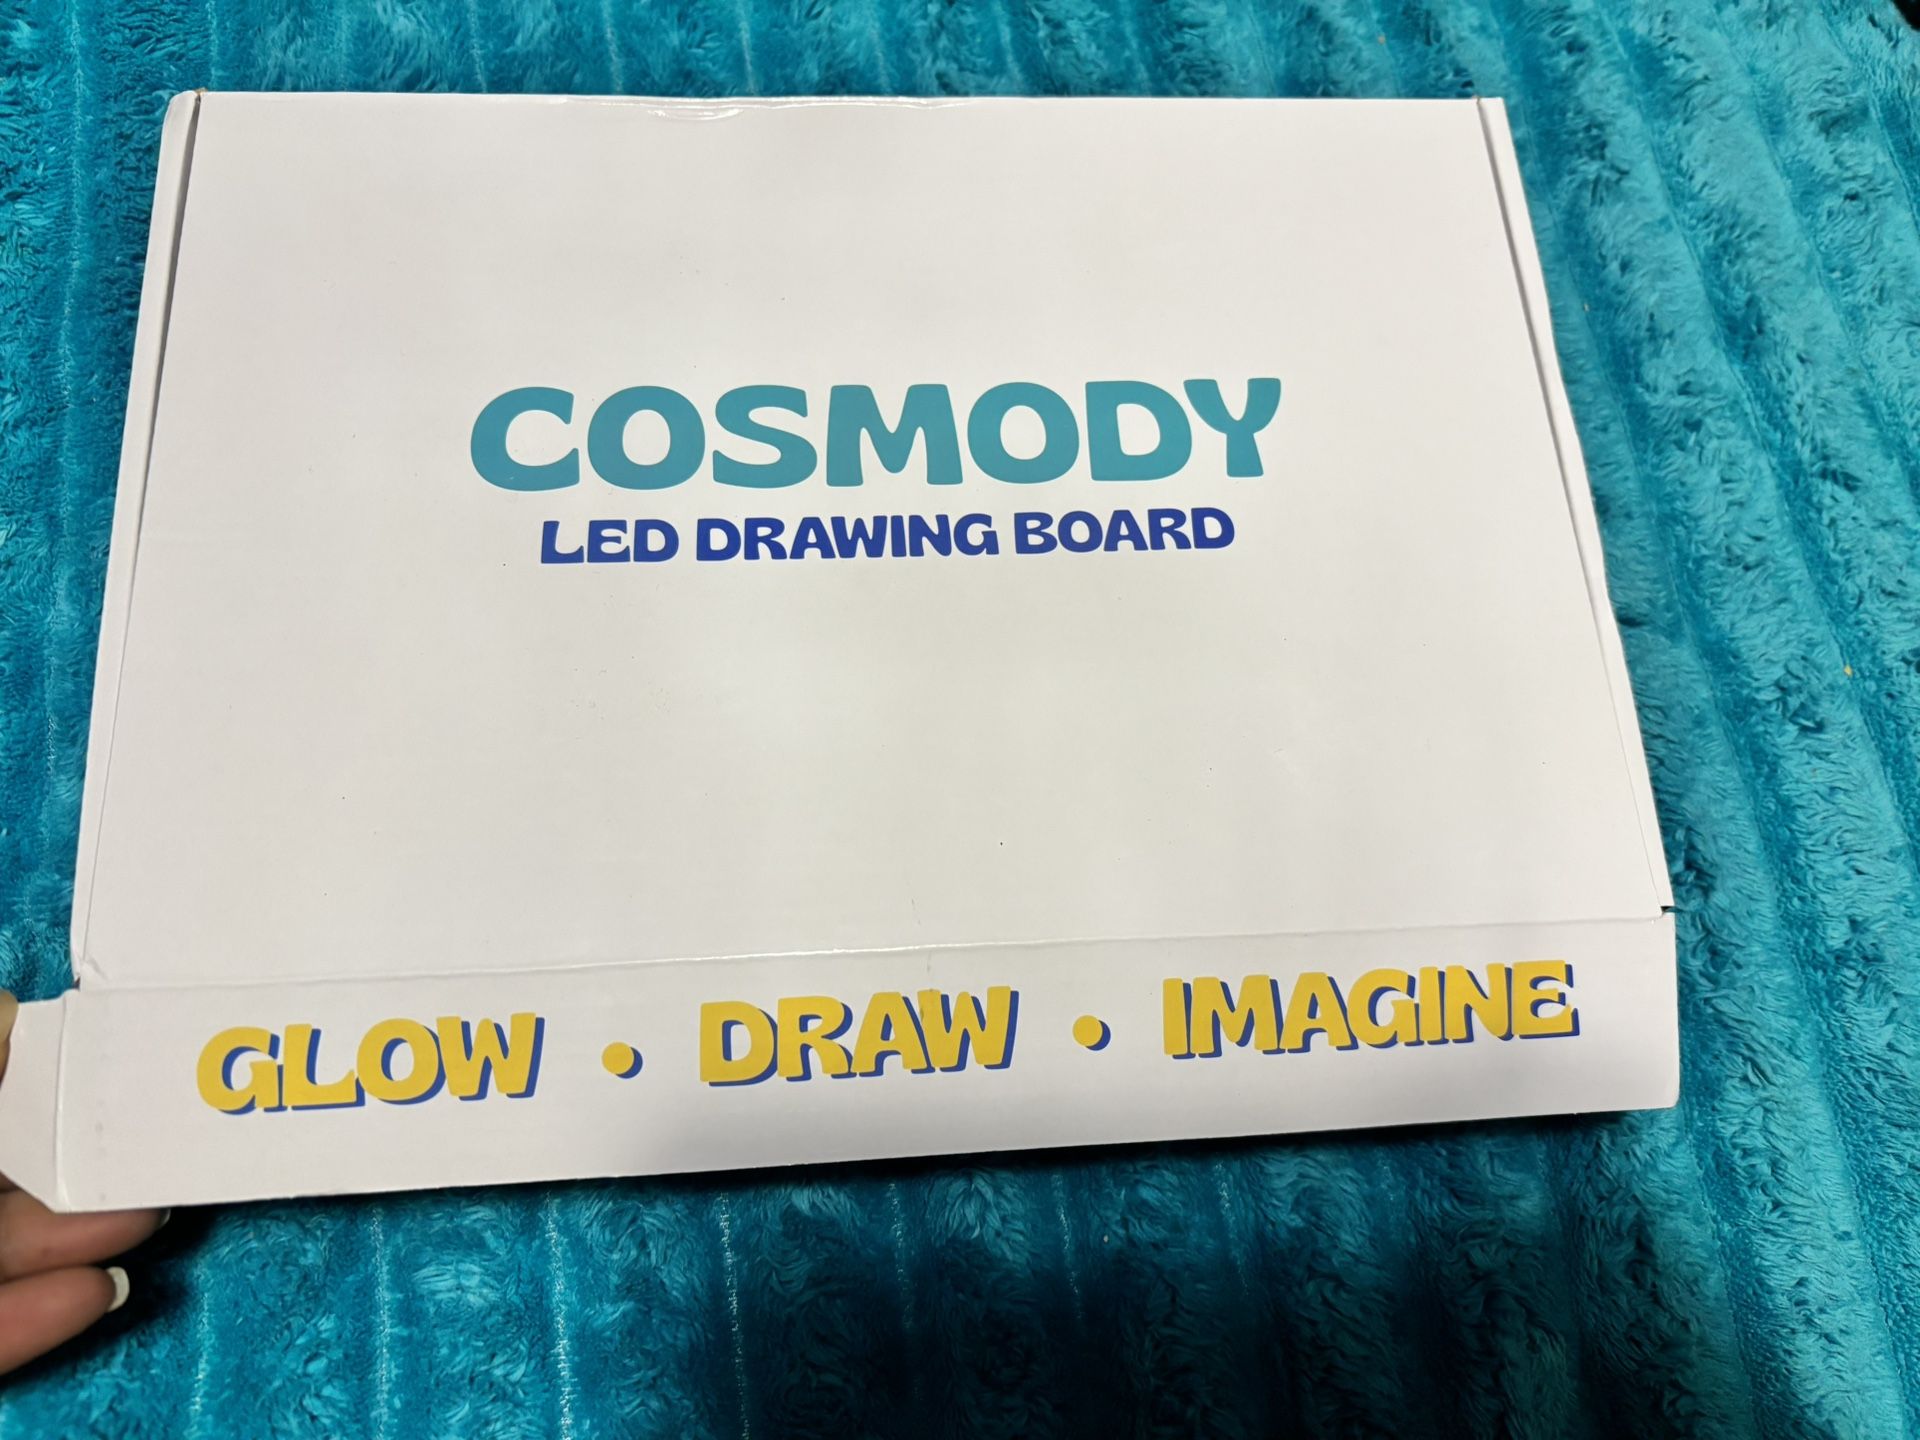 COSMODY
LED DRAWING BOARD
GLOW • DRAW • IMAGINE